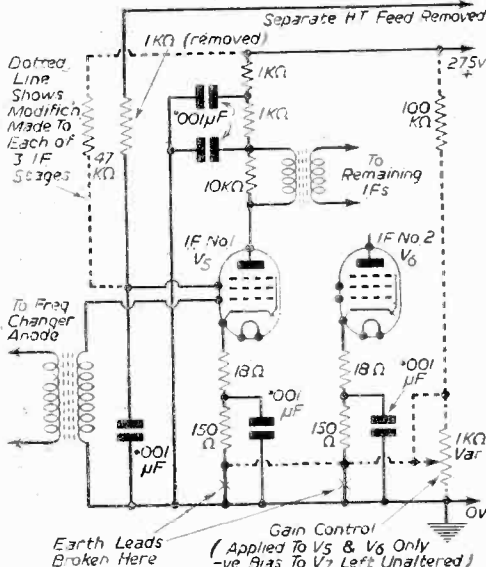 Separate HT Feed Removed
1KΩ (removed)
275V
+
Dotted
Line
Shows
Modificn
Made To
Each of
3 IF
Stages
1KΩ
100
KΩ
·001µF
1KΩ
47
KΩ
10KΩ
To
Remaining
IFs
IF No.1
V5
IF No.2
V6
To Freq
Changer
Anode
18Ω
18Ω
·001
µF
·001
µF
·001
µF
150
Ω
150
Ω
1KΩ
Var
0V
Earth Leads
Broken Here
Gain Control
( Applied To V5 & V6 Only
-ve Bias To V7 Left Unaltered )